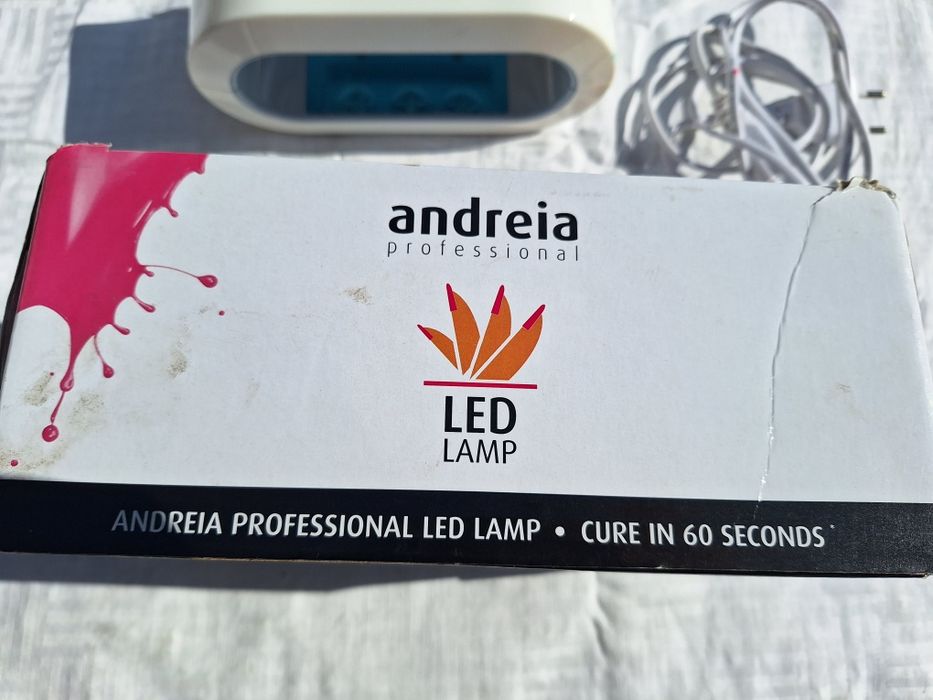 andreia
professional
LED
LAMP
ANDREIA PROFESSIONAL LED LAMP • CURE IN 60 SECONDS*